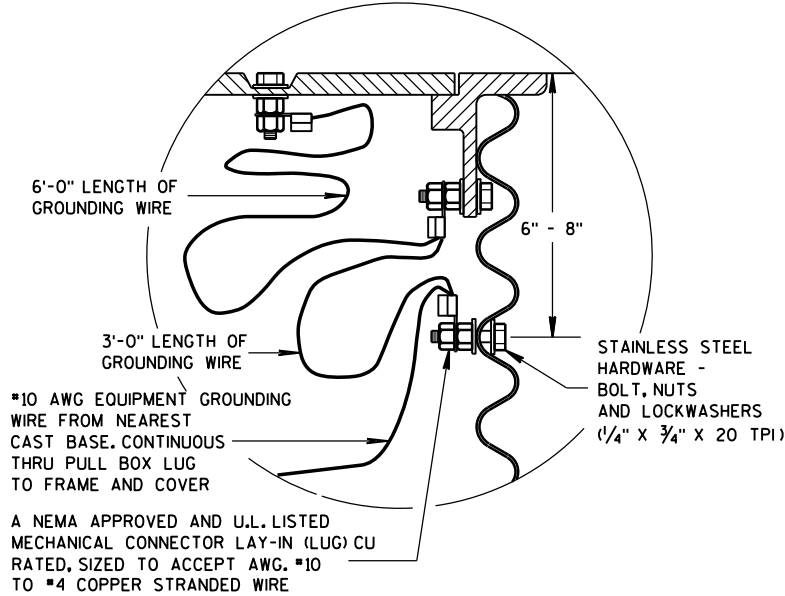 6'-0" LENGTH OF
GROUNDING WIRE
6" - 8"
3'-0" LENGTH OF
GROUNDING WIRE
STAINLESS STEEL
HARDWARE -
BOLT, NUTS
AND LOCKWASHERS
(1/4" X 3/4" X 20 TPI)
#10 AWG EQUIPMENT GROUNDING
WIRE FROM NEAREST
CAST BASE. CONTINUOUS
THRU PULL BOX LUG
TO FRAME AND COVER
A NEMA APPROVED AND U.L. LISTED
MECHANICAL CONNECTOR LAY-IN (LUG) CU
RATED, SIZED TO ACCEPT AWG. #10
TO #4 COPPER STRANDED WIRE